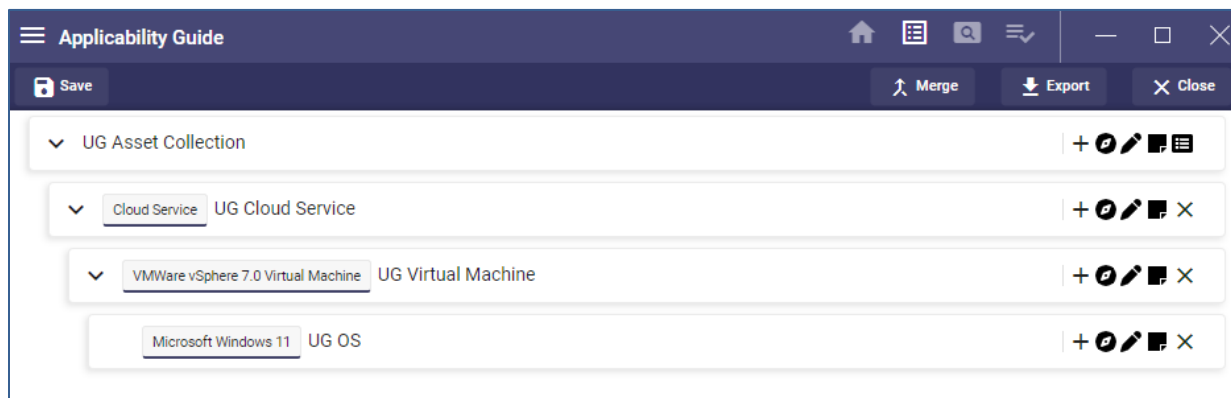 Applicability Guide
Save Merge Export Close
UG Asset Collection
Cloud Service UG Cloud Service
VMWare vSphere 7.0 Virtual Machine UG Virtual Machine
Microsoft Windows 11 UG OS